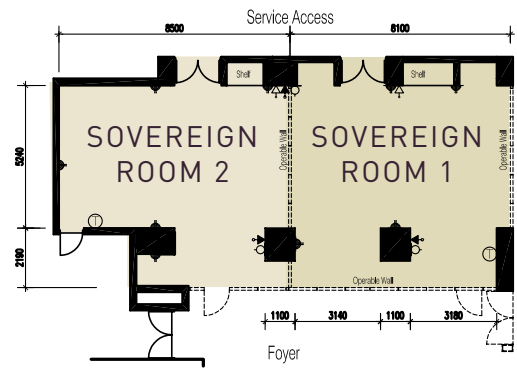 Service Access
8500
8100
Shelf
Shelf
SOVEREIGN
ROOM 2
Operable Wall
SOVEREIGN
ROOM 1
Operable Wall
5240
T
T
2190
Operable Wall
1100
3140
1100
3180
Foyer